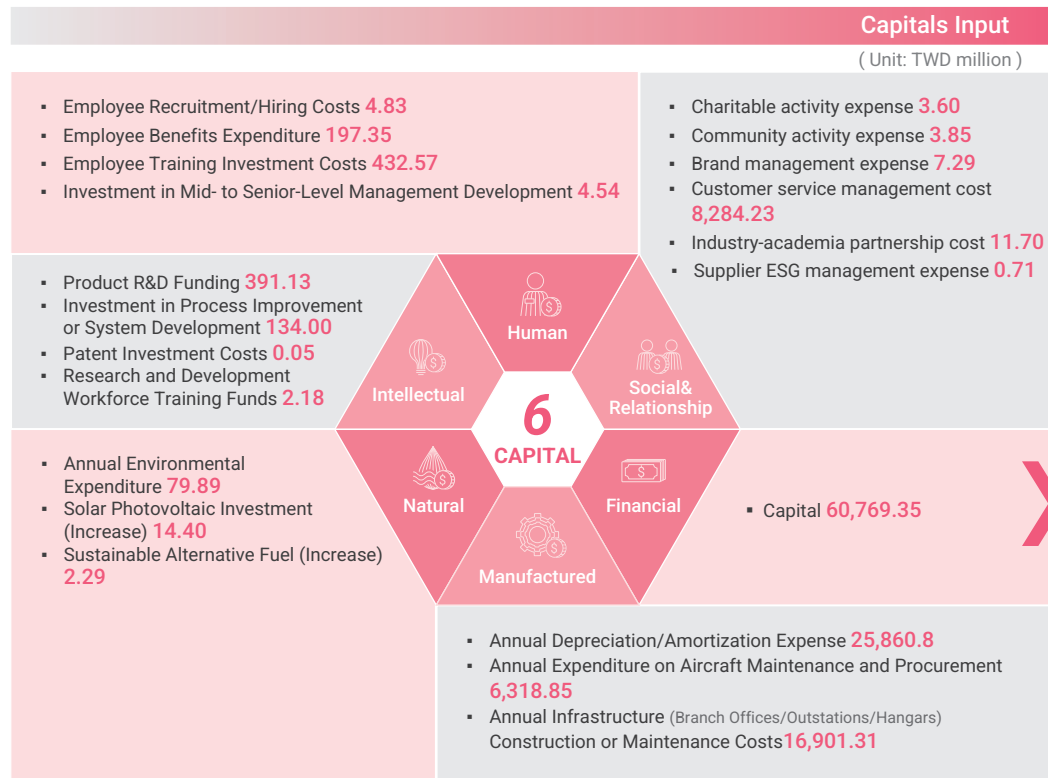 Capitals Input
( Unit: TWD million )
▪ Employee Recruitment/Hiring Costs 4.83
▪ Employee Benefits Expenditure 197.35
▪ Employee Training Investment Costs 432.57
▪ Investment in Mid- to Senior-Level Management Development 4.54
▪ Charitable activity expense 3.60
▪ Community activity expense 3.85
▪ Brand management expense 7.29
▪ Customer service management cost
8,284.23
▪ Industry-academia partnership cost 11.70
▪ Supplier ESG management expense 0.71
▪ Product R&D Funding 391.13
▪ Investment in Process Improvement
or System Development 134.00
▪ Patent Investment Costs 0.05
▪ Research and Development
Workforce Training Funds 2.18
Human
Intellectual
Social&
Relationship
6
CAPITAL
Natural
Financial
Manufactured
▪ Annual Environmental
Expenditure 79.89
▪ Solar Photovoltaic Investment
(Increase) 14.40
▪ Sustainable Alternative Fuel (Increase)
2.29
▪ Capital 60,769.35
▪ Annual Depreciation/Amortization Expense 25,860.8
▪ Annual Expenditure on Aircraft Maintenance and Procurement
6,318.85
▪ Annual Infrastructure (Branch Offices/Outstations/Hangars)
Construction or Maintenance Costs16,901.31